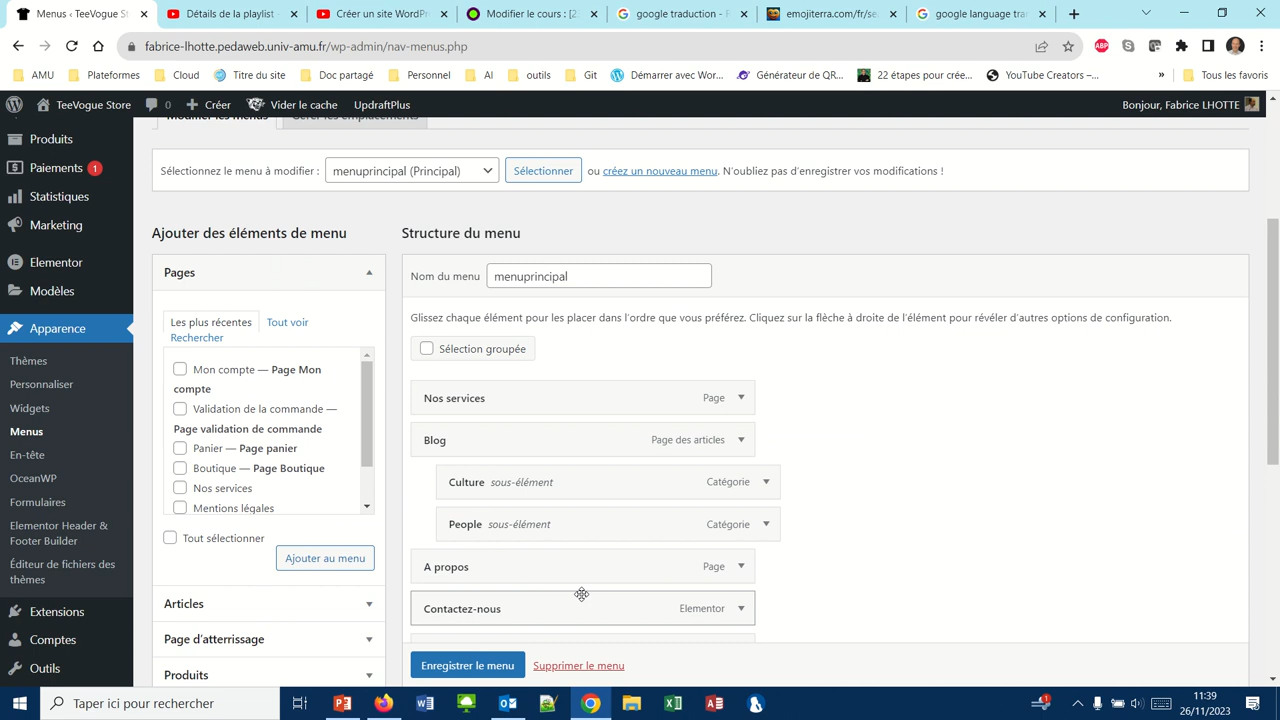 Menus ‹ TeeVogue Store — W
Détails de la playlist
Créer un site WordPr
Modifier le cours : [2
google traduction - R
emojiterra.com/fr/se
google language tra
fabrice-lhotte.pedaweb.univ-amu.fr/wp-admin/nav-menus.php
AMU Plateformes Cloud Titre du site Doc partagé Personnel AI outils Git Démarrer avec Wor... Générateur de QR... 22 étapes pour crée... YouTube Creators –... » Tous les favoris
TeeVogue Store 0 Créer Vider le cache UpdraftPlus Bonjour, Fabrice LHOTTE
Produits
Paiements 1
Statistiques
Marketing
Elementor
Modèles
Apparence
Thèmes
Personnaliser
Widgets
Menus
En-tête
OceanWP
Formulaires
Elementor Header &
Footer Builder
Éditeur de fichiers des
thèmes
Extensions
Comptes
Outils
Modifier les menus Gérer les emplacements
Sélectionnez le menu à modifier : menuprincipal (Principal) Sélectionner ou créez un nouveau menu. N'oubliez pas d'enregistrer vos modifications !
Ajouter des éléments de menu
Pages
Les plus récentes Tout voir
Rechercher
Mon compte — Page Mon
compte
Validation de la commande —
Page validation de commande
Panier — Page panier
Boutique — Page Boutique
Nos services
Mentions légales
Tout sélectionner
Ajouter au menu
Articles
Page d'atterrissage
Produits
Structure du menu
Nom du menu menuprincipal
Glissez chaque élément pour les placer dans l'ordre que vous préférez. Cliquez sur la flèche à droite de l'élément pour révéler d'autres options de configuration.
Sélection groupée
Nos services Page
Blog Page des articles
Culture sous-élément Catégorie
People sous-élément Catégorie
A propos Page
Contactez-nous Elementor
Enregistrer le menu Supprimer le menu
Taper ici pour rechercher
11:39
26/11/2023